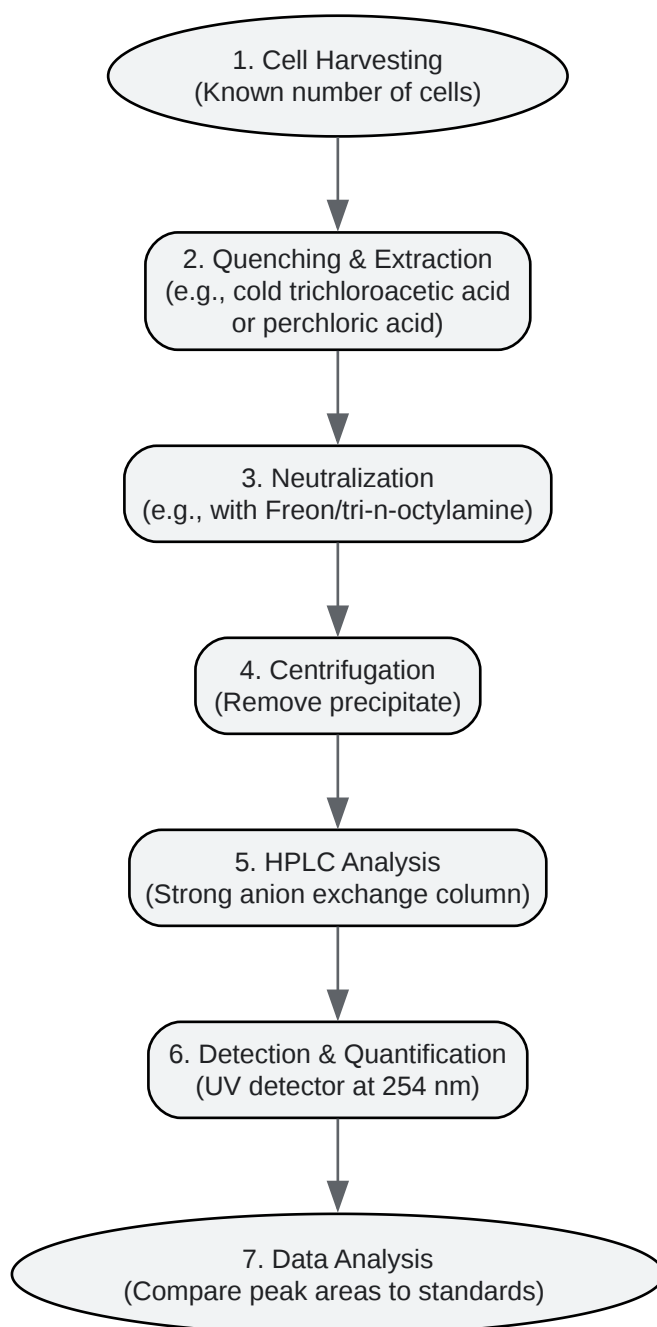 1. Cell Harvesting
(Known number of cells)
2. Quenching & Extraction
(e.g., cold trichloroacetic acid
or perchloric acid)
3. Neutralization
(e.g., with Freon/tri-n-octylamine)
4. Centrifugation
(Remove precipitate)
5. HPLC Analysis
(Strong anion exchange column)
6. Detection & Quantification
(UV detector at 254 nm)
7. Data Analysis
(Compare peak areas to standards)